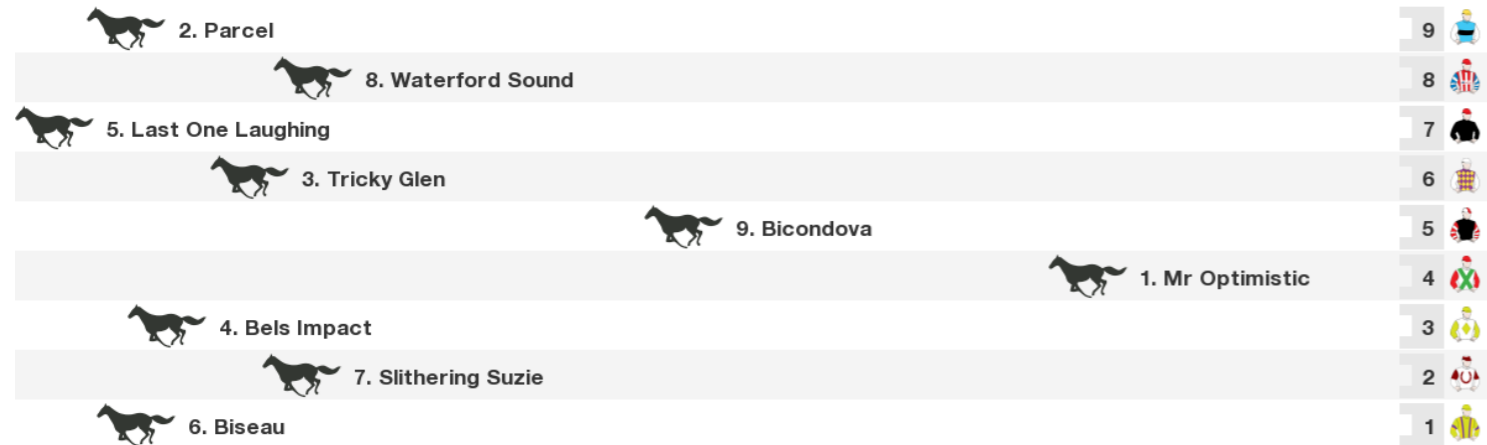 2. Parcel 9
8. Waterford Sound 8
5. Last One Laughing 7
3. Tricky Glen 6
9. Bicondova 5
1. Mr Optimistic 4
4. Bels Impact 3
7. Slithering Suzie 2
6. Biseau 1